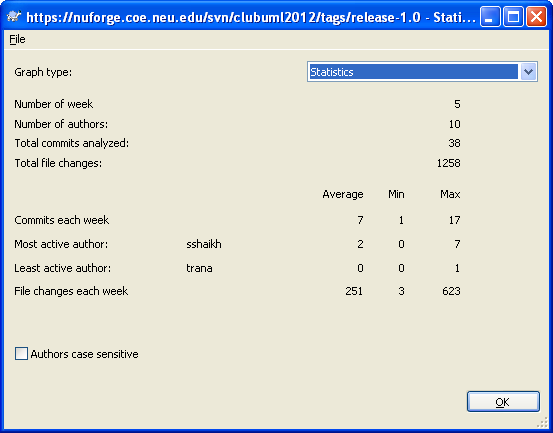 https://nuforge.coe.neu.edu/svn/clubuml2012/tags/release-1.0 - Stati...
File
Graph type: Statistics
Number of week 5
Number of authors: 10
Total commits analyzed: 38
Total file changes: 1258
Average Min Max
Commits each week 7 1 17
Most active author: sshaikh 2 0 7
Least active author: trana 0 0 1
File changes each week 251 3 623
Authors case sensitive
OK